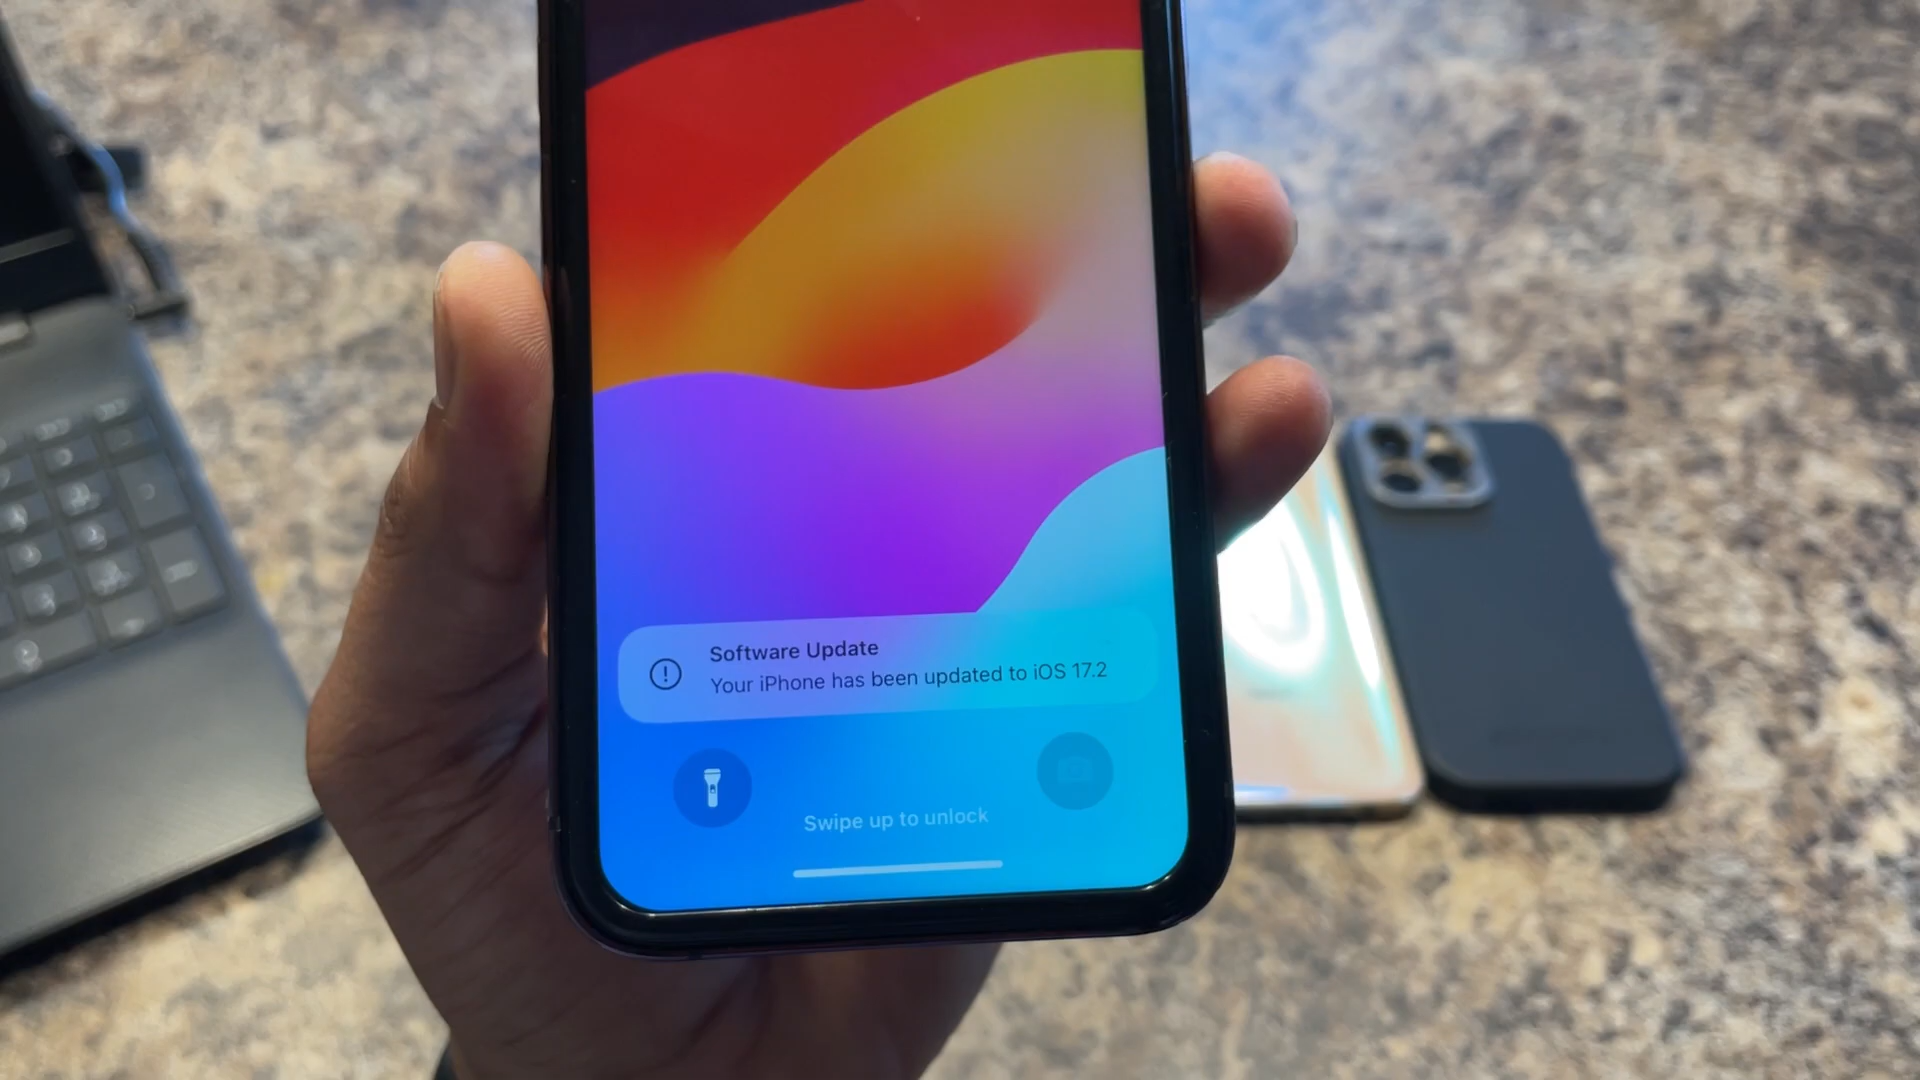 Software Update
Your iPhone has been updated to iOS 17.2
Swipe up to unlock